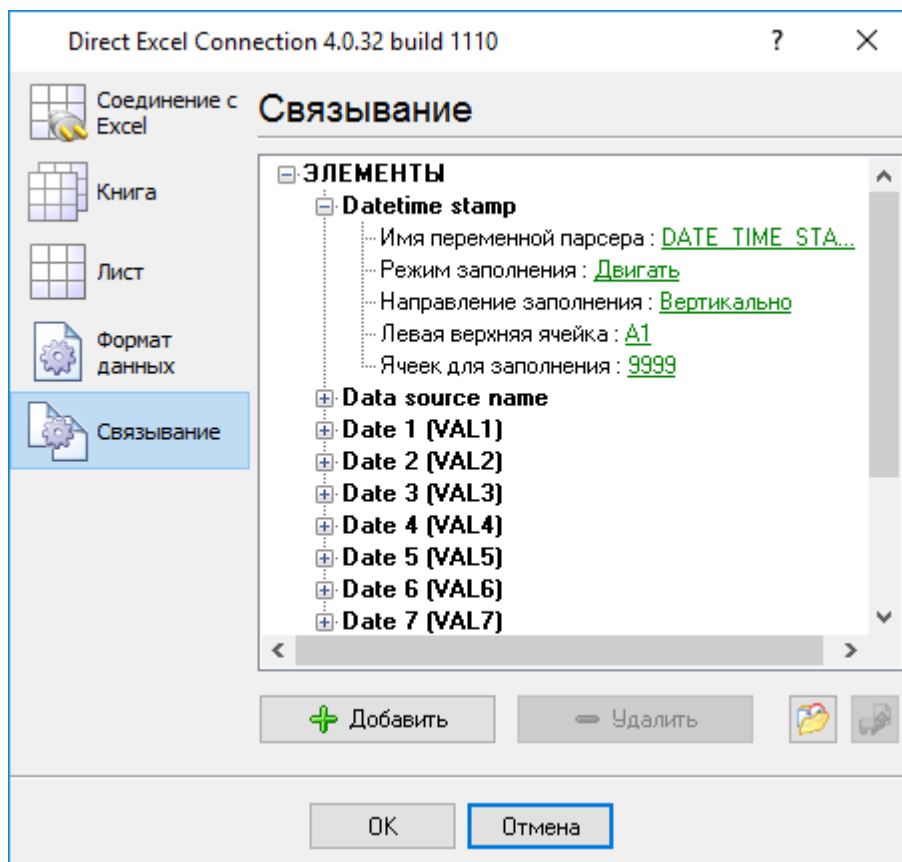 Direct Excel Connection 4.0.32 build 1110
?
Соединение с
Excel
Книга
Лист
Формат
данных
Связывание
Связывание
ЭЛЕМЕНТЫ
Datetime stamp
Имя переменной парсера : DATE_TIME_STA...
Режим заполнения : Двигать
Направление заполнения : Вертикально
Левая верхняя ячейка : A1
Ячеек для заполнения : 9999
Data source name
Date 1 (VAL1)
Date 2 (VAL2)
Date 3 (VAL3)
Date 4 (VAL4)
Date 5 (VAL5)
Date 6 (VAL6)
Date 7 (VAL7)
Добавить
Удалить
OK
Отмена